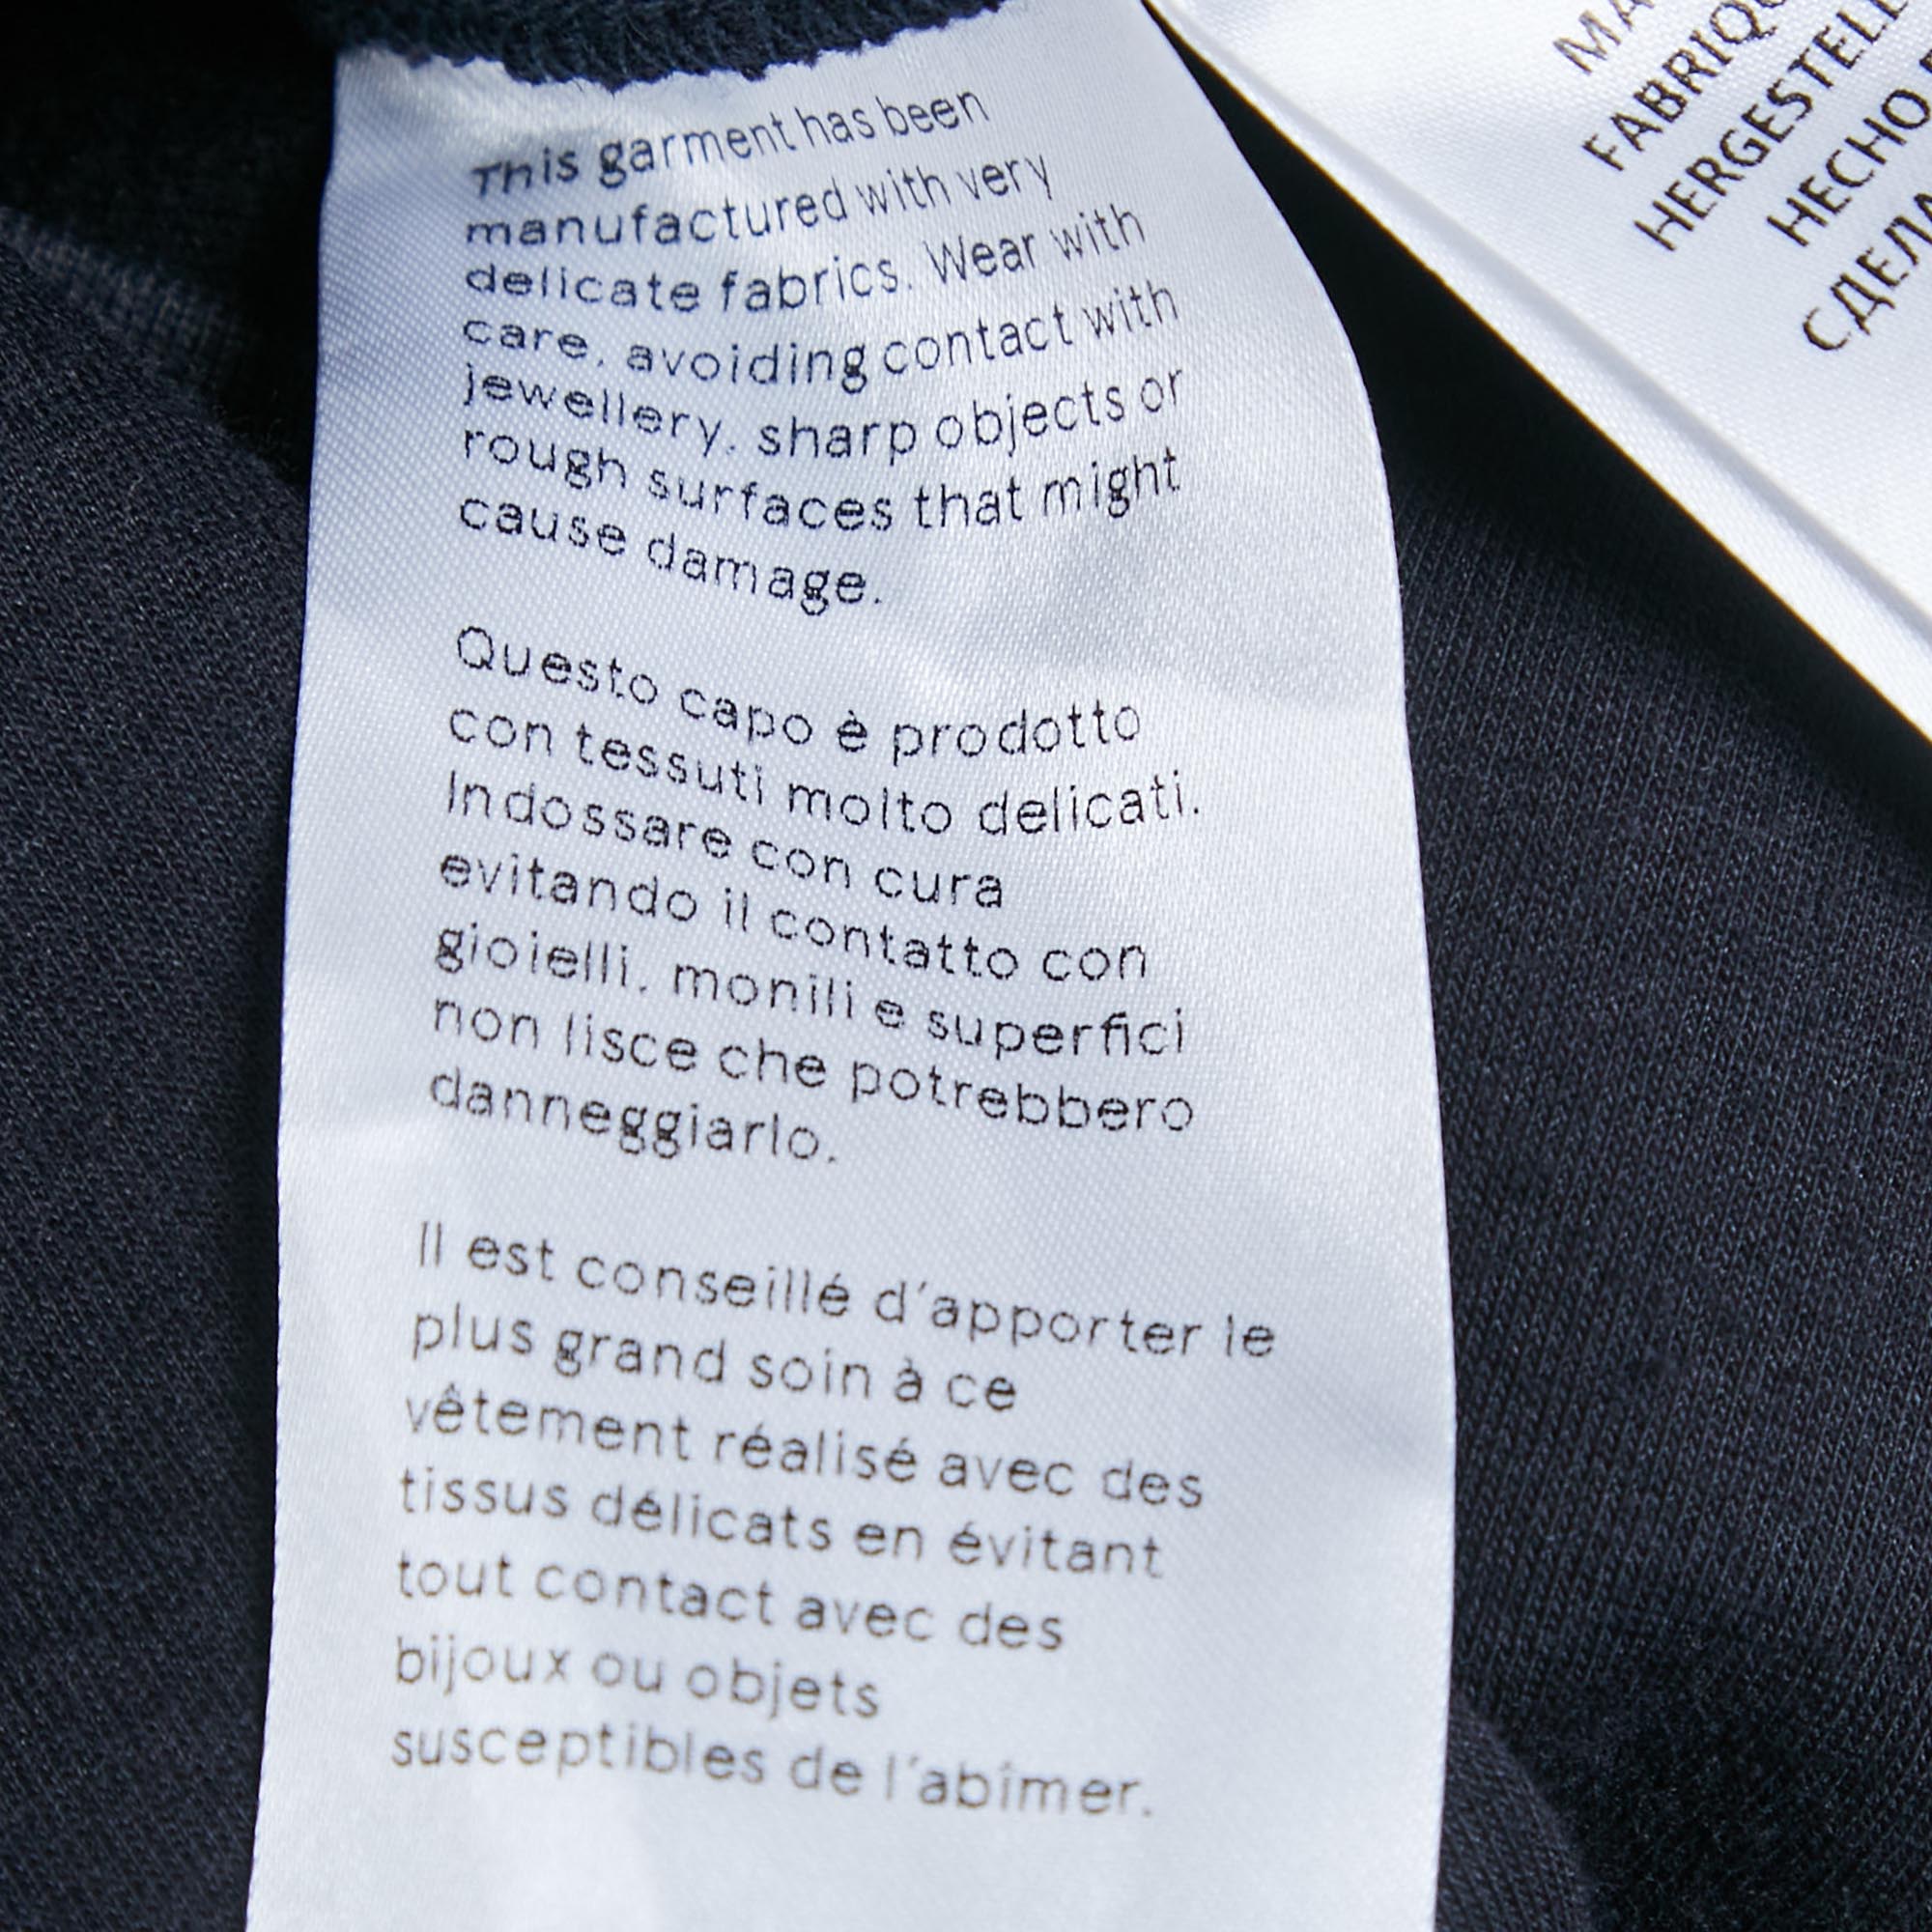 This garment has been
manufactured with very
delicate fabrics. Wear with
care, avoiding contact with
jewellery, sharp objects or
rough surfaces that might
cause damage.
Questo capo è prodotto
con tessuti molto delicati.
Indossare con cura
evitando il contatto con
gioielli, monili e superfici
non lisce che potrebbero
danneggiarlo.
Il est conseillé d'apporter le
plus grand soin à ce
vêtement réalisé avec des
tissus délicats en évitant
tout contact avec des
bijoux ou objets
susceptibles de l'abîmer.
HECHO